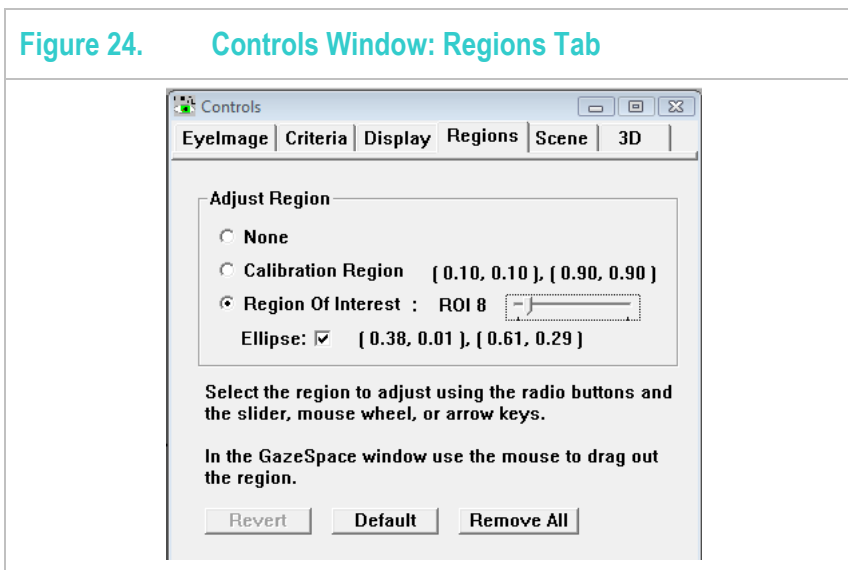 Figure 24. Controls Window: Regions Tab
Controls
EyeImage Criteria Display Regions Scene 3D
Adjust Region
None
Calibration Region ( 0.10, 0.10 ), ( 0.90, 0.90 )
Region Of Interest : ROI 8
Ellipse: ( 0.38, 0.01 ), ( 0.61, 0.29 )
Select the region to adjust using the radio buttons and
the slider, mouse wheel, or arrow keys.
In the GazeSpace window use the mouse to drag out
the region.
Revert Default Remove All